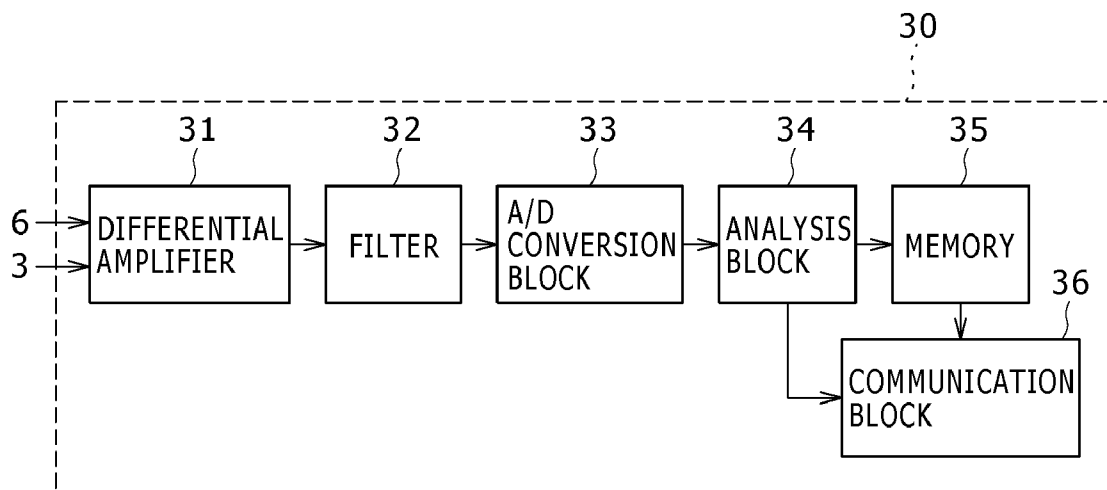 30
31
32
33
34
35
6
3
DIFFERENTIAL
AMPLIFIER
FILTER
A/D
CONVERSION
BLOCK
ANALYSIS
BLOCK
MEMORY
36
COMMUNICATION
BLOCK